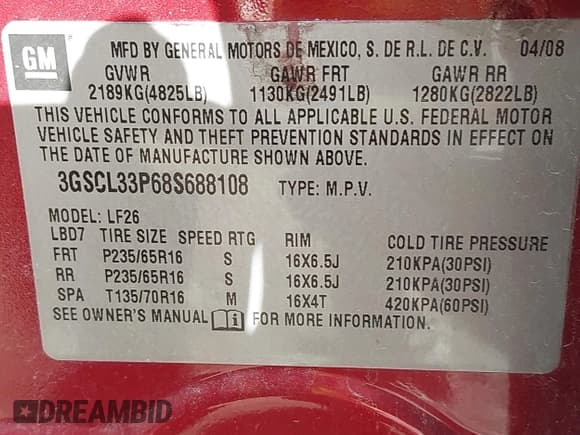 GM
MFD BY GENERAL MOTORS DE MEXICO, S. DE R.L. DE C.V. 04/08
GVWR GAWR FRT GAWR RR
2189KG(4825LB) 1130KG(2491LB) 1280KG(2822LB)
THIS VEHICLE CONFORMS TO ALL APPLICABLE U.S. FEDERAL MOTOR
VEHICLE SAFETY AND THEFT PREVENTION STANDARDS IN EFFECT ON
THE DATE OF MANUFACTURE SHOWN ABOVE.
3GSCL33P68S688108 TYPE: M.P.V.
MODEL: LF26
LBD7 TIRE SIZE SPEED RTG RIM COLD TIRE PRESSURE
FRT P235/65R16 S 16X6.5J 210KPA(30PSI)
RR P235/65R16 S 16X6.5J 210KPA(30PSI)
SPA T135/70R16 M 16X4T 420KPA(60PSI)
SEE OWNER'S MANUAL FOR MORE INFORMATION.
DREAMBID